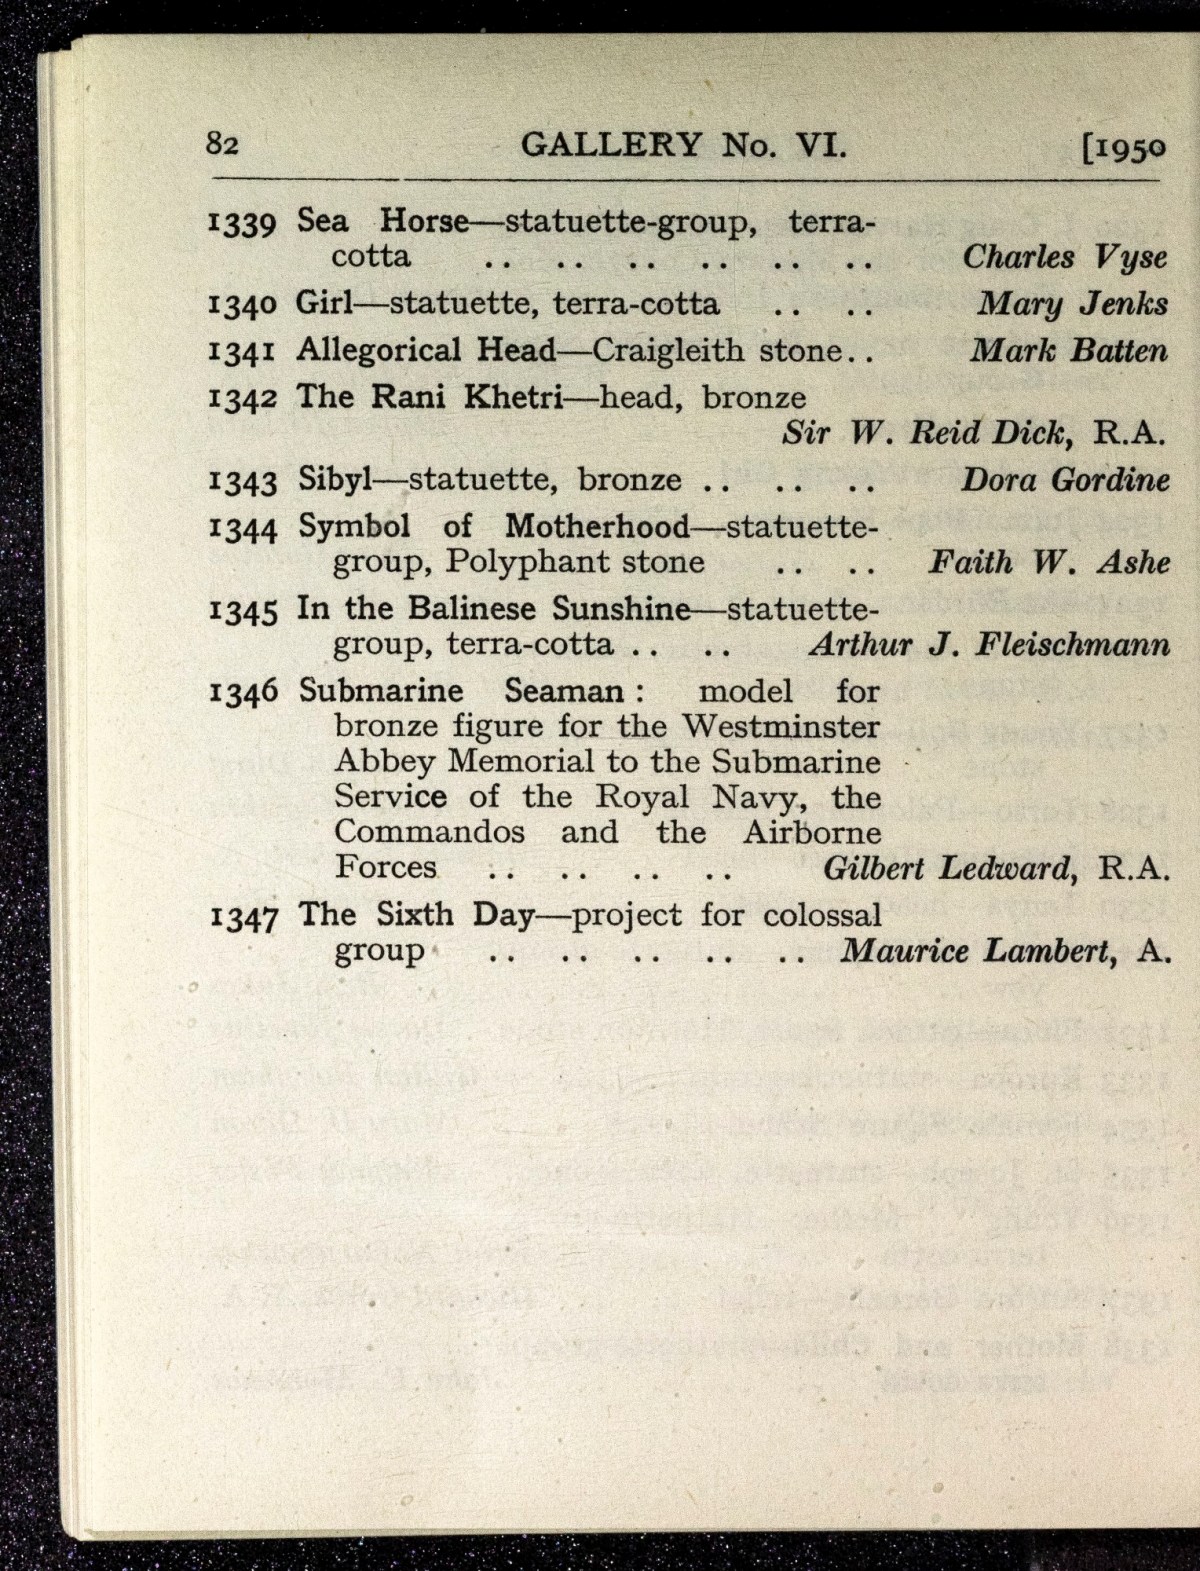 82 GALLERY No. VI. [1950
1339 Sea Horse—statuette-group, terra-
cotta .. .. .. .. .. .. Charles Vyse
1340 Girl—statuette, terra-cotta .. .. Mary Jenks
1341 Allegorical Head—Craigleith stone.. Mark Batten
1342 The Rani Khetri—head, bronze
Sir W. Reid Dick, R.A.
1343 Sibyl—statuette, bronze .. .. .. Dora Gordine
1344 Symbol of Motherhood—statuette-
group, Polyphant stone .. .. Faith W. Ashe
1345 In the Balinese Sunshine—statuette-
group, terra-cotta .. .. Arthur J. Fleischmann
1346 Submarine Seaman : model for
bronze figure for the Westminster
Abbey Memorial to the Submarine
Service of the Royal Navy, the
Commandos and the Airborne
Forces .. .. .. .. Gilbert Ledward, R.A.
1347 The Sixth Day—project for colossal
group .. .. .. .. .. Maurice Lambert, A.